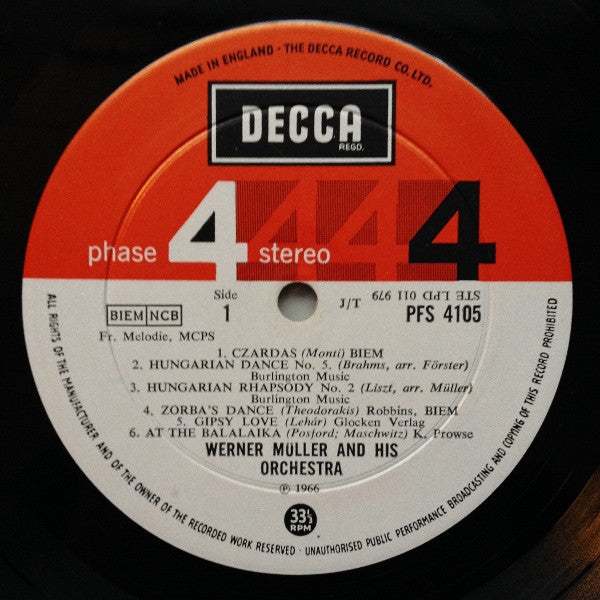 MADE IN ENGLAND · THE DECCA RECORD CO. LTD.
DECCA
REGD.
phase 4 stereo 4 4 4
BIEM NCB
Side
1
J/T
STE LPD 011 979
PFS 4105
Fr. Melodie, MCPS
1. CZARDAS (Monti) BIEM
2. HUNGARIAN DANCE No. 5. (Brahms, arr. Förster)
Burlington Music
3. HUNGARIAN RHAPSODY No. 2 (Liszt, arr. Müller)
Burlington Music
4. ZORBA'S DANCE (Theodorakis) Robbins, BIEM
5. GIPSY LOVE (Lehár) Glocken Verlag
6. AT THE BALALAIKA (Posford; Maschwitz) K. Prowse
WERNER MÜLLER AND HIS
ORCHESTRA
℗ 1966
33⅓
RPM
ALL RIGHTS OF THE MANUFACTURER AND OF THE OWNER OF THE RECORDED WORK RESERVED · UNAUTHORISED PUBLIC PERFORMANCE BROADCASTING AND COPYING OF THIS RECORD PROHIBITED